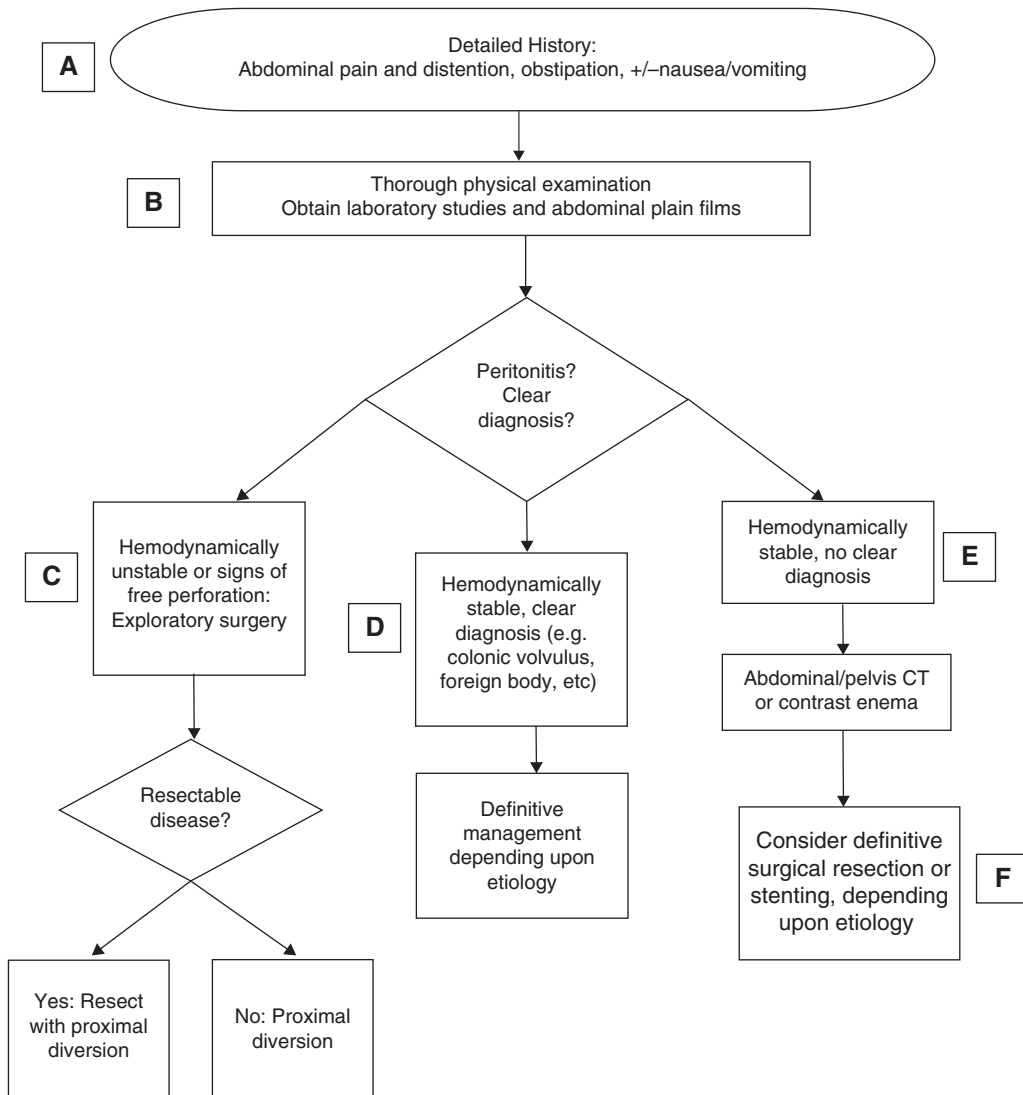 A
Detailed History:
Abdominal pain and distention, obstipation, +/–nausea/vomiting
B
Thorough physical examination
Obtain laboratory studies and abdominal plain films
Peritonitis?
Clear
diagnosis?
C
Hemodynamically
unstable or signs of
free perforation:
Exploratory surgery
D
Hemodynamically
stable, clear
diagnosis (e.g.
colonic volvulus,
foreign body, etc)
Hemodynamically
stable, no clear
diagnosis
E
Abdominal/pelvis CT
or contrast enema
Resectable
disease?
Definitive
management
depending upon
etiology
Consider definitive
surgical resection or
stenting, depending
upon etiology
F
Yes: Resect
with proximal
diversion
No: Proximal
diversion